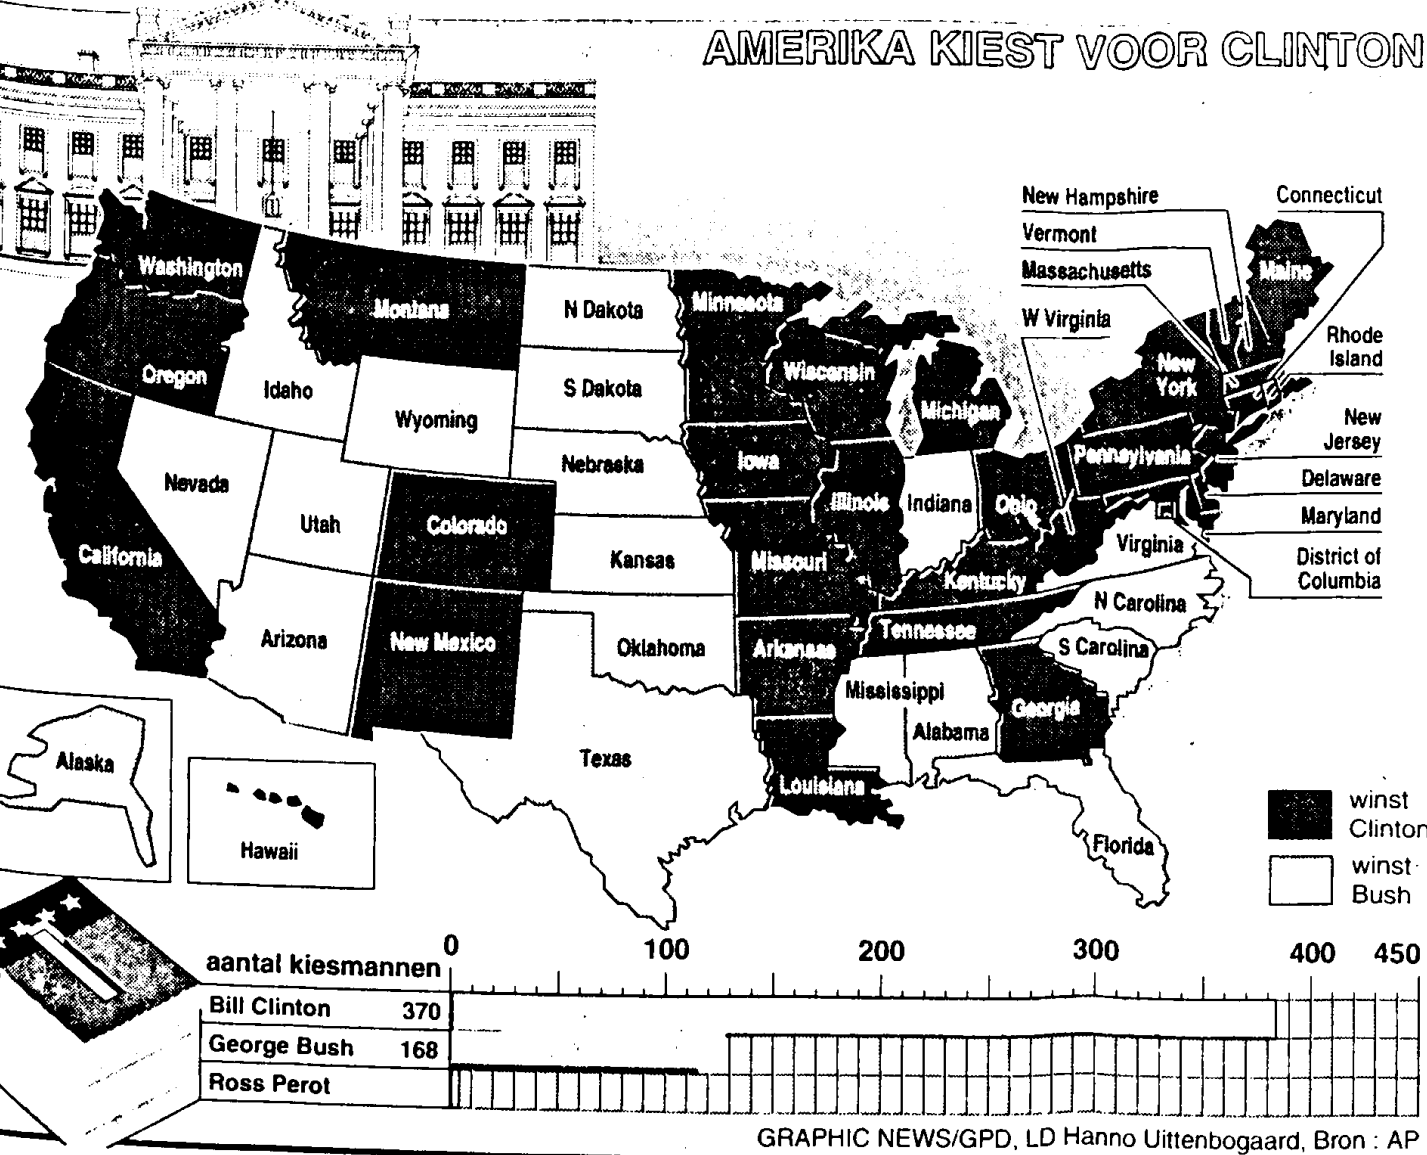 AMERIKA KIEST VOOR CLINTON
New Hampshire
Connecticut
Vermont
Massachusetts
W Virginia
Maine
Rhode
Island
New
York
New
Jersey
Pennsylvania
Delaware
Maryland
District of
Columbia
Washington
Montana
N Dakota
Minnesota
Oregon
Idaho
S Dakota
Wisconsin
Wyoming
Michigan
Nevada
Nebraska
Iowa
Illinois
Indiana
Ohio
Utah
Colorado
California
Kansas
Missouri
Kentucky
Virginia
N Carolina
Arizona
New Mexico
Oklahoma
Arkansas
Tennessee
S Carolina
Mississippi
Georgia
Alabama
Alaska
Texas
Louisiana
Hawaii
Florida
winst
Clinton
winst
Bush
0 100 200 300 400 450
aantal kiesmannen
Bill Clinton 370
George Bush 168
Ross Perot
GRAPHIC NEWS/GPD, LD Hanno Uittenbogaard, Bron : AP